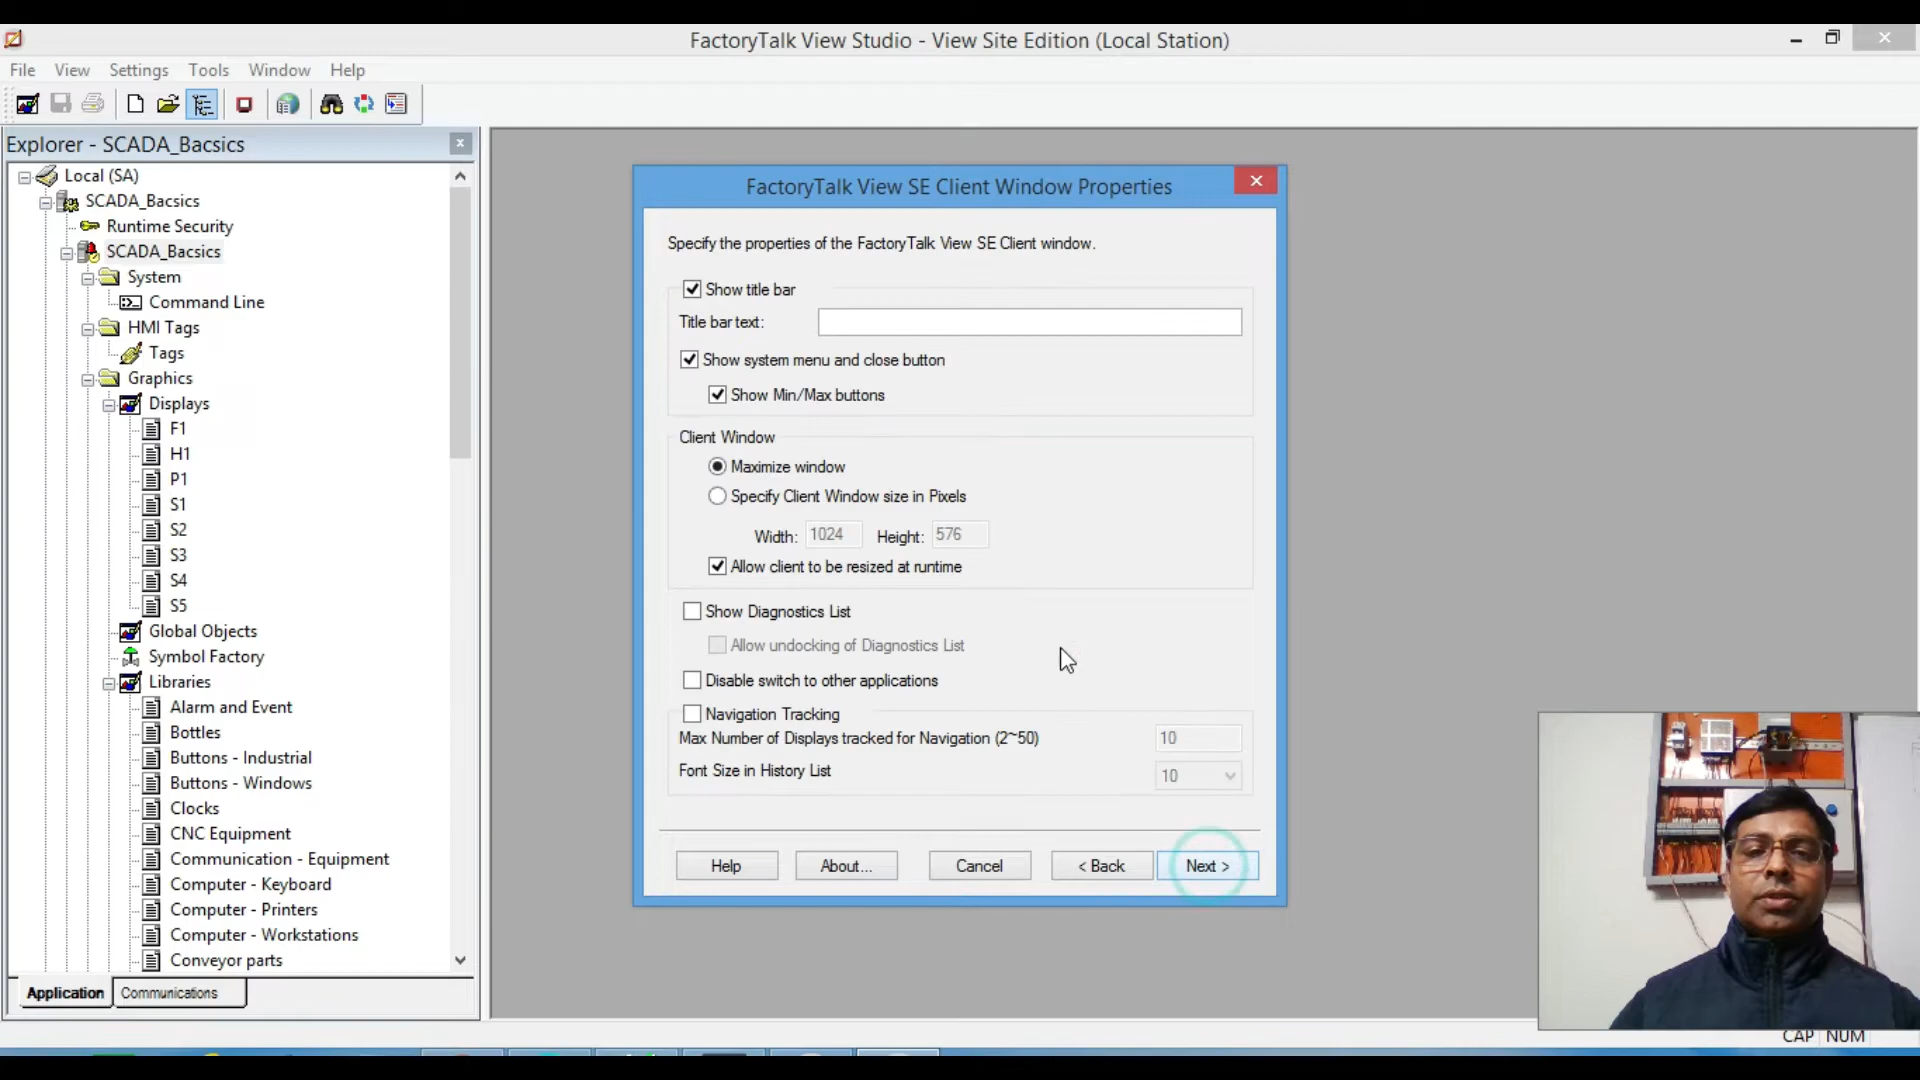 FactoryTalk View Studio - View Site Edition (Local Station)
File View Settings Tools Window Help
Explorer - SCADA_Bacsics
Local (SA)
SCADA_Bacsics
Runtime Security
SCADA_Bacsics
System
Command Line
HMI Tags
Tags
Graphics
Displays
F1
H1
P1
S1
S2
S3
S4
S5
Global Objects
Symbol Factory
Libraries
Alarm and Event
Bottles
Buttons - Industrial
Buttons - Windows
Clocks
CNC Equipment
Communication - Equipment
Computer - Keyboard
Computer - Printers
Computer - Workstations
Conveyor parts
Application Communications
FactoryTalk View SE Client Window Properties
Specify the properties of the FactoryTalk View SE Client window.
Show title bar
Title bar text:
Show system menu and close button
Show Min/Max buttons
Client Window
Maximize window
Specify Client Window size in Pixels
Width: 1024 Height: 576
Allow client to be resized at runtime
Show Diagnostics List
Allow undocking of Diagnostics List
Disable switch to other applications
Navigation Tracking
Max Number of Displays tracked for Navigation (2~50) 10
Font Size in History List 10
Help About... Cancel < Back Next >
CAP NUM